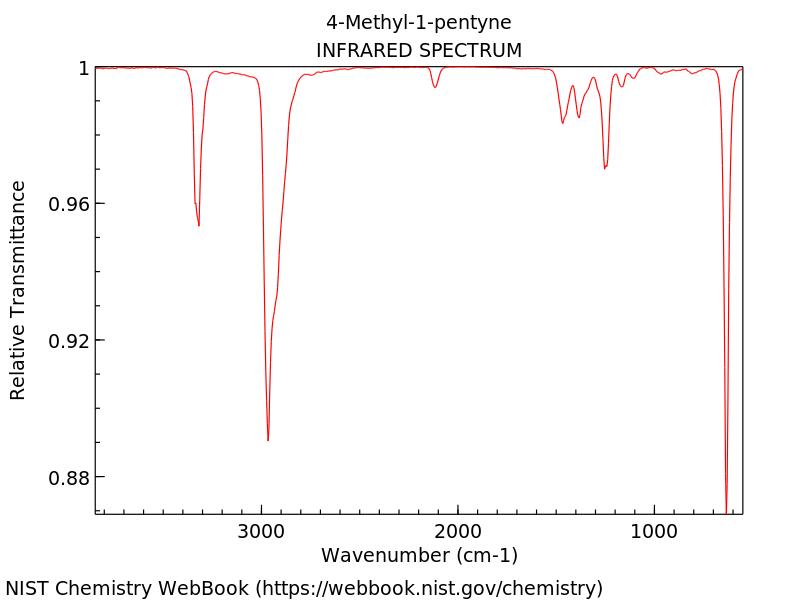 4-Methyl-1-pentyne
INFRARED SPECTRUM
1
0.96
0.92
0.88
Relative Transmittance
3000 2000 1000
Wavenumber (cm-1)
NIST Chemistry WebBook (https://webbook.nist.gov/chemistry)